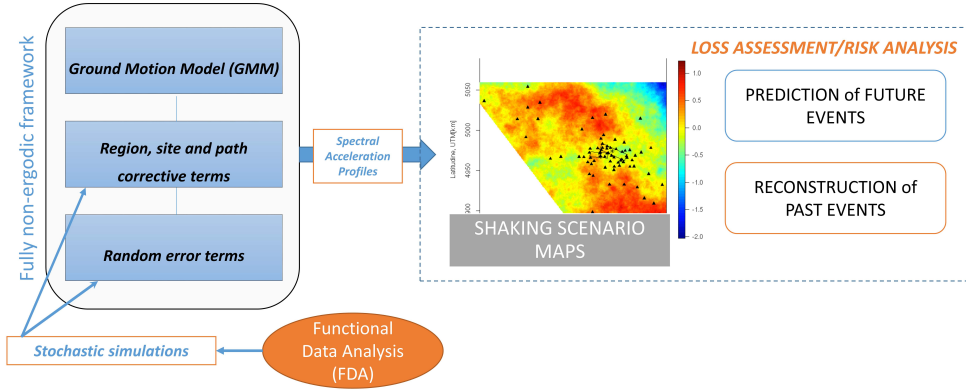 Fully non-ergodic framework
Ground Motion Model (GMM)
Region, site and path
corrective terms
Random error terms
Stochastic simulations
Functional
Data Analysis
(FDA)
Spectral
Acceleration
Profiles
LOSS ASSESSMENT/RISK ANALYSIS
Latitudine, UTM[km]
5050
5000
4950
900
SHAKING SCENARIO
MAPS
1.0
0.5
0.0
-0.5
-1.0
-1.5
-2.0
PREDICTION of FUTURE
EVENTS
RECONSTRUCTION of
PAST EVENTS